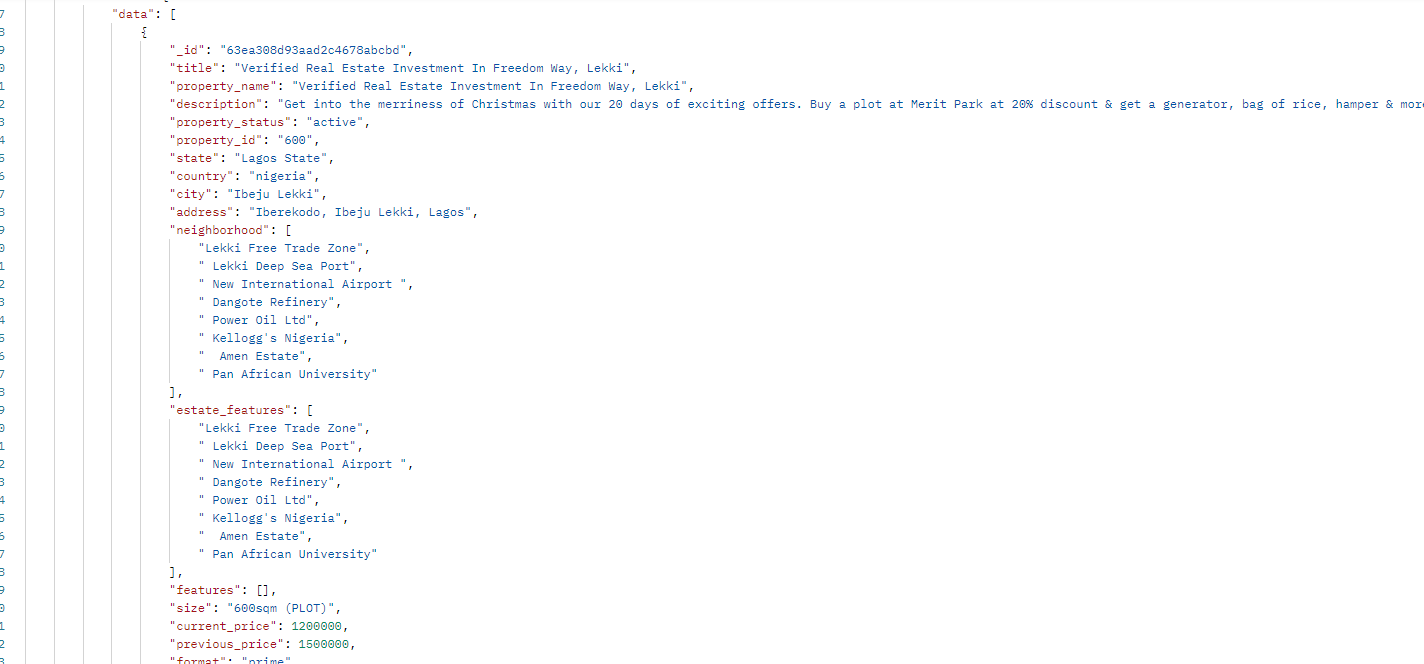 7 "data": [
8 {
9 "_id": "63ea308d93aad2c4678abcbd",
0 "title": "Verified Real Estate Investment In Freedom Way, Lekki",
1 "property_name": "Verified Real Estate Investment In Freedom Way, Lekki",
2 "description": "Get into the merriness of Christmas with our 20 days of exciting offers. Buy a plot at Merit Park at 20% discount & get a generator, bag of rice, hamper & more
3 "property_status": "active",
4 "property_id": "600",
5 "state": "Lagos State",
6 "country": "nigeria",
7 "city": "Ibeju Lekki",
8 "address": "Iberekodo, Ibeju Lekki, Lagos",
9 "neighborhood": [
0 "Lekki Free Trade Zone",
1 " Lekki Deep Sea Port",
2 " New International Airport ",
3 " Dangote Refinery",
4 " Power Oil Ltd",
5 " Kellogg's Nigeria",
6 "  Amen Estate",
7 " Pan African University"
8 ],
9 "estate_features": [
0 "Lekki Free Trade Zone",
1 " Lekki Deep Sea Port",
2 " New International Airport ",
3 " Dangote Refinery",
4 " Power Oil Ltd",
5 " Kellogg's Nigeria",
6 "  Amen Estate",
7 " Pan African University"
8 ],
9 "features": [],
0 "size": "600sqm (PLOT)",
1 "current_price": 1200000,
2 "previous_price": 1500000,
3 "format": "prime"